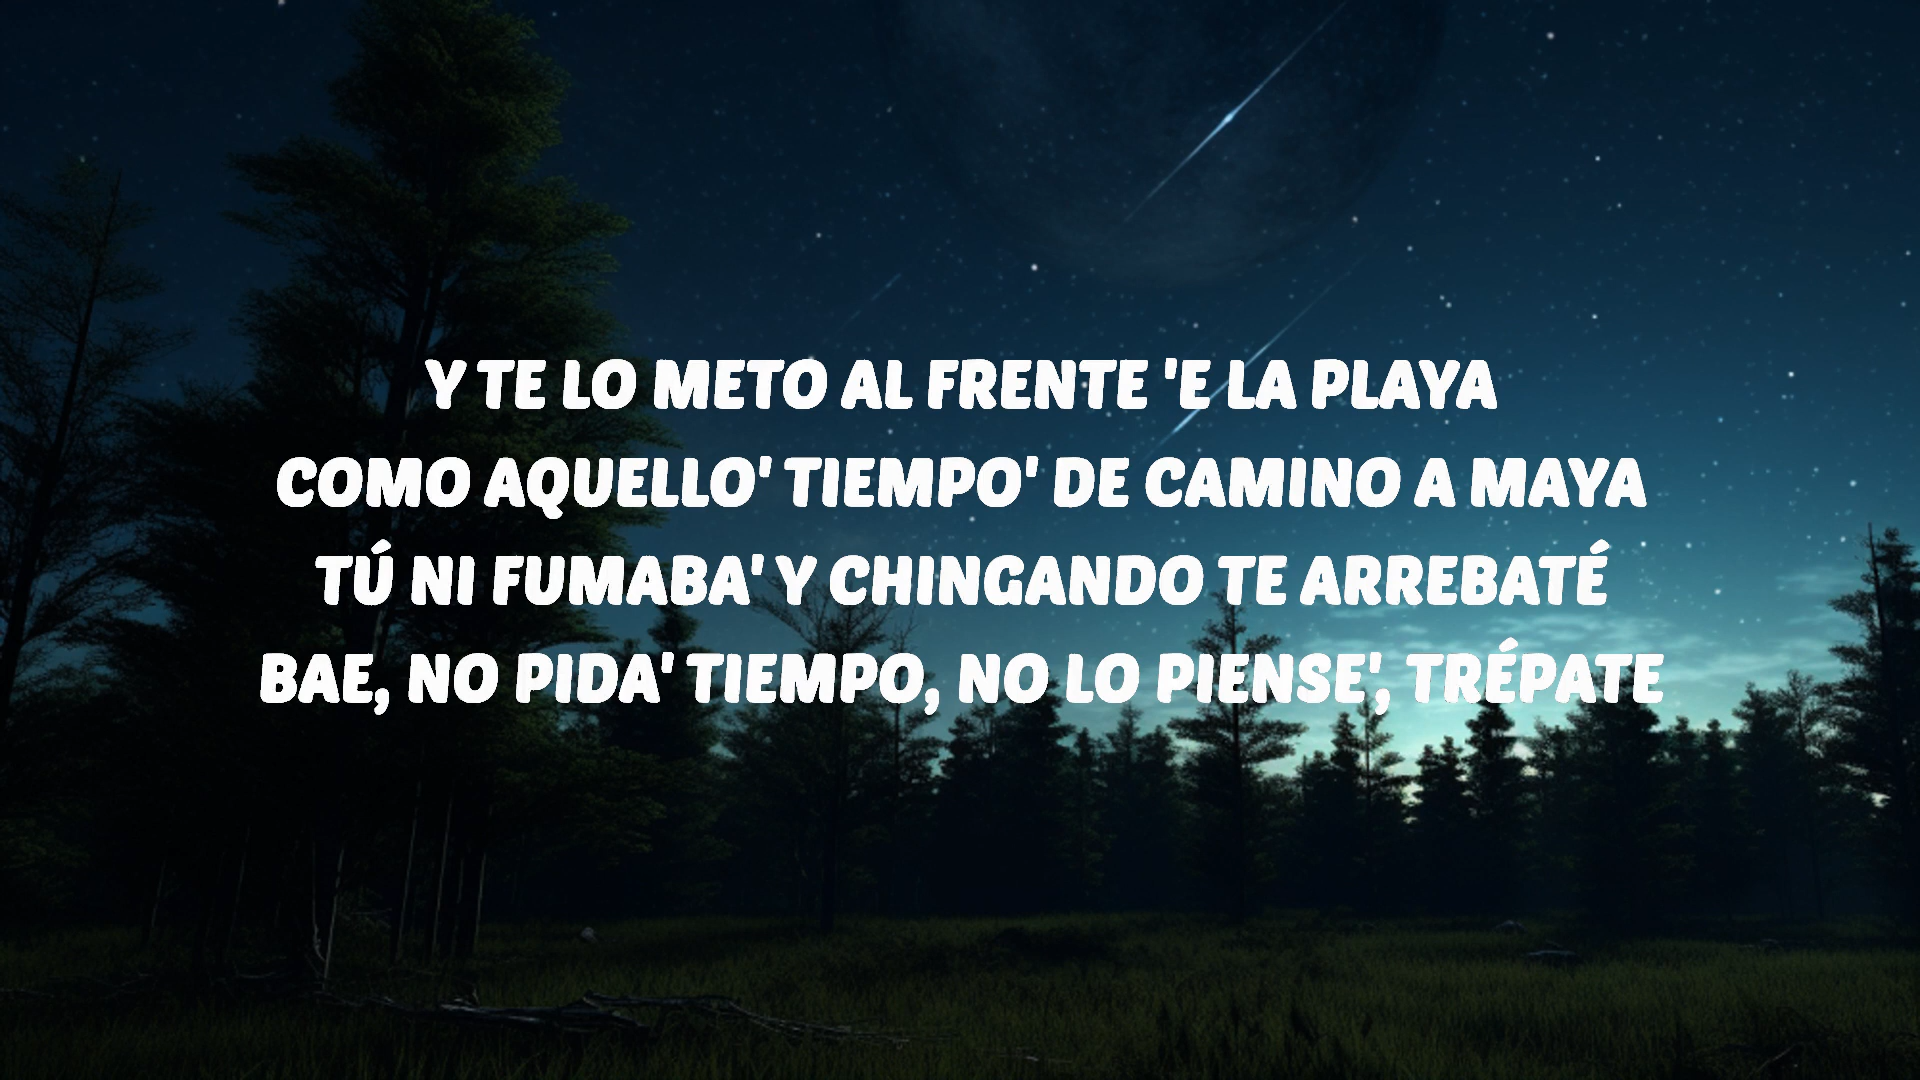 Y TE LO METO AL FRENTE 'E LA PLAYA
COMO AQUELLO' TIEMPO' DE CAMINO A MAYA
TÚ NI FUMABA' Y CHINGANDO TE ARREBATÉ
BAE, NO PIDA' TIEMPO, NO LO PIENSE', TRÉPATE